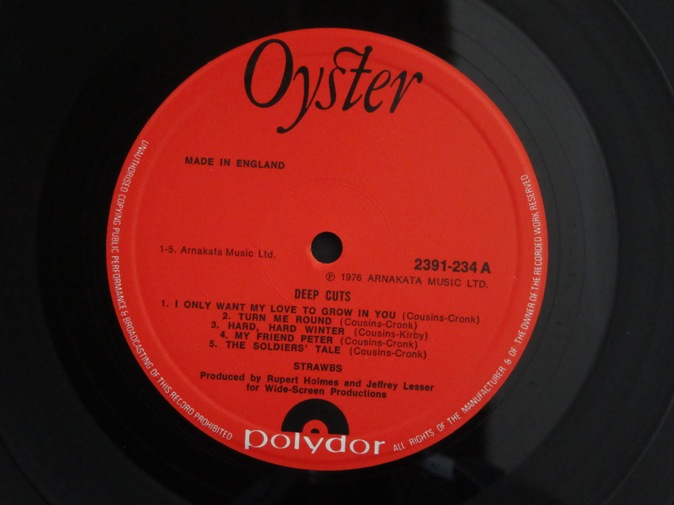 Oyster
MADE IN ENGLAND
1-5. Arnakata Music Ltd.
2391-234 A
℗ 1976 ARNAKATA MUSIC LTD.
DEEP CUTS
1. I ONLY WANT MY LOVE TO GROW IN YOU (Cousins-Cronk)
2. TURN ME ROUND (Cousins-Cronk)
3. HARD, HARD WINTER (Cousins-Kirby)
4. MY FRIEND PETER (Cousins-Cronk)
5. THE SOLDIERS' TALE (Cousins-Cronk)
STRAWBS
Produced by Rupert Holmes and Jeffrey Lesser
for Wide-Screen Productions
polydor
ALL RIGHTS OF THE MANUFACTURER & OF THE OWNER OF THE RECORDED WORK RESERVED
UNAUTHORISED COPYING PUBLIC PERFORMANCE & BROADCASTING OF THIS RECORD PROHIBITED